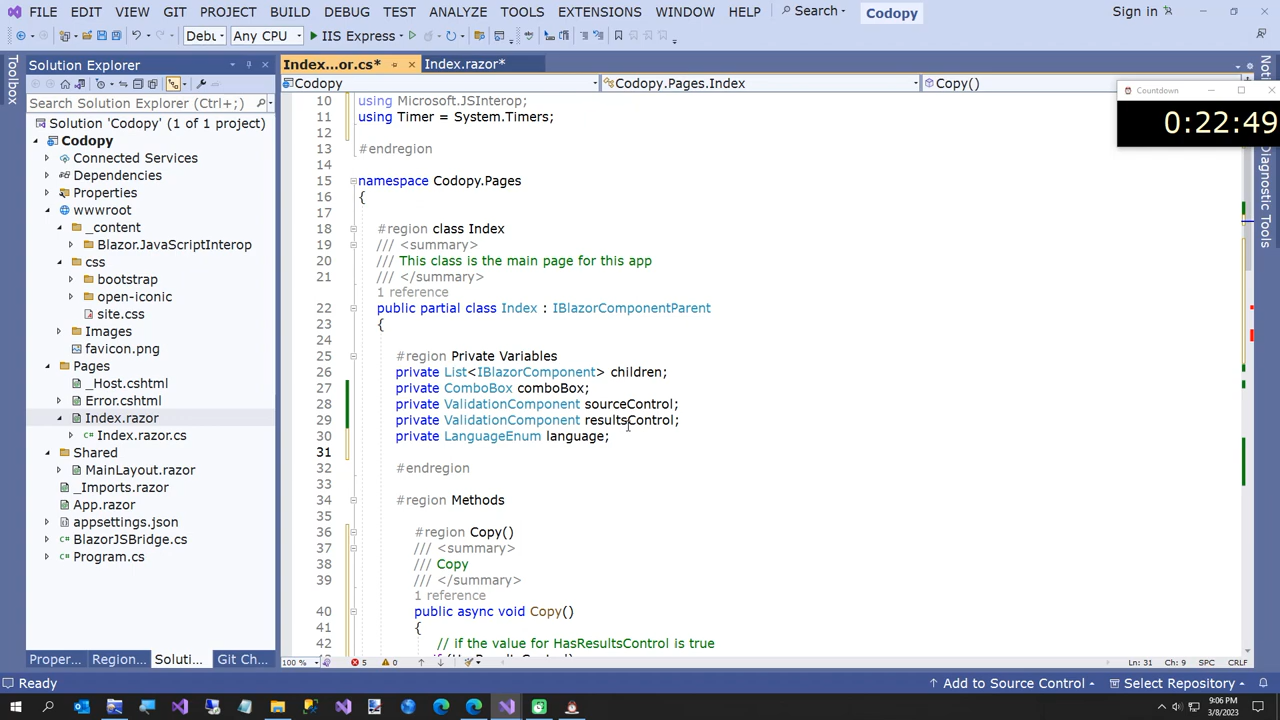 FILE EDIT VIEW GIT PROJECT BUILD DEBUG TEST ANALYZE TOOLS EXTENSIONS WINDOW HELP Search Codopy Sign in
Debu Any CPU IIS Express
Toolbox
Solution Explorer
Search Solution Explorer (Ctrl+;)
Solution 'Codopy' (1 of 1 project)
Codopy
Connected Services
Dependencies
Properties
wwwroot
_content
Blazor.JavaScriptInterop
css
bootstrap
open-iconic
site.css
Images
favicon.png
Pages
_Host.cshtml
Error.cshtml
Index.razor
Index.razor.cs
Shared
MainLayout.razor
_Imports.razor
App.razor
appsettings.json
BlazorJSBridge.cs
Program.cs
Proper... Region... Soluti... Git Ch...
Index...or.cs* Index.razor*
Codopy Codopy.Pages.Index Copy()
10 using Microsoft.JSInterop;
11 using Timer = System.Timers;
12
13 #endregion
14
15 namespace Codopy.Pages
16 {
17
18 #region class Index
19 /// <summary>
20 /// This class is the main page for this app
21 /// </summary>
1 reference
22 public partial class Index : IBlazorComponentParent
23 {
24
25 #region Private Variables
26 private List<IBlazorComponent> children;
27 private ComboBox comboBox;
28 private ValidationComponent sourceControl;
29 private ValidationComponent resultsControl;
30 private LanguageEnum language;
31
32 #endregion
33
34 #region Methods
35
36 #region Copy()
37 /// <summary>
38 /// Copy
39 /// </summary>
1 reference
40 public async void Copy()
41 {
42 // if the value for HasResultsControl is true
100 % 5 0 Ln: 31 Ch: 9 SPC CRLF
Countdown
0:22:49
Notifications
Diagnostic Tools
Ready Add to Source Control Select Repository
9:06 PM
3/8/2023